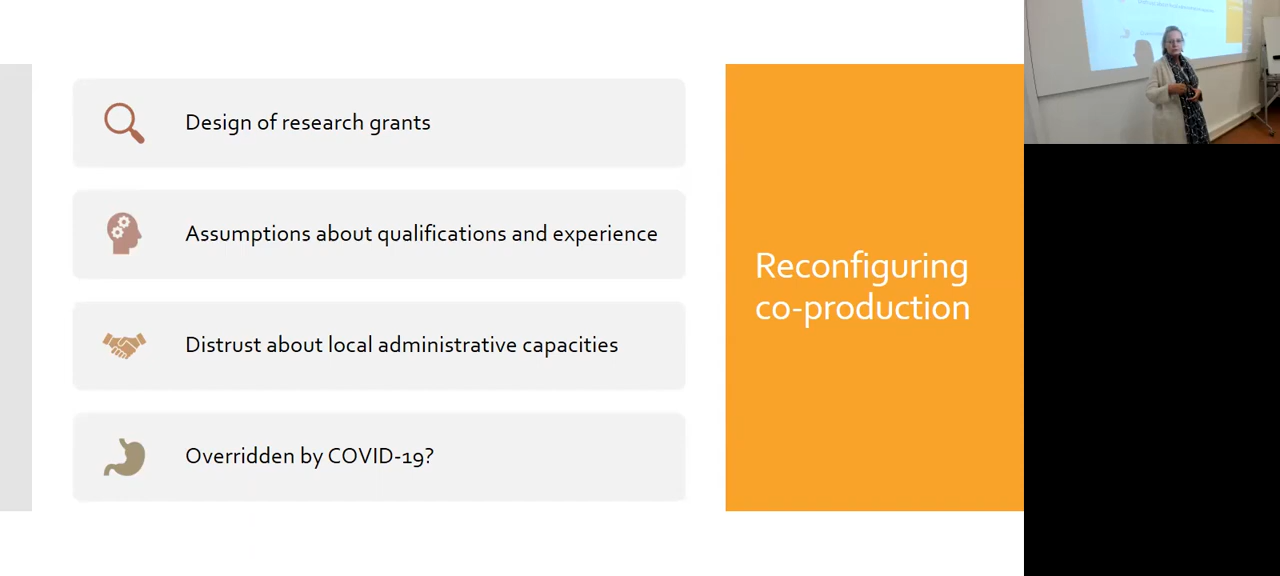 Design of research grants
Assumptions about qualifications and experience
Distrust about local administrative capacities
Overridden by COVID-19?
Reconfiguring
co-production